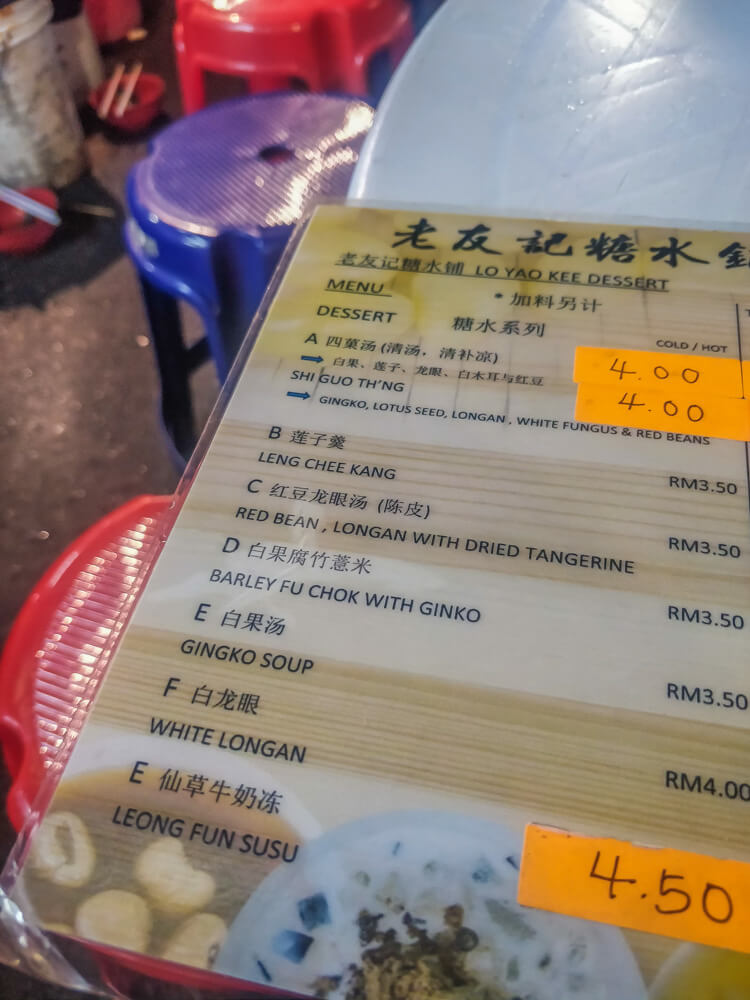 老友記糖水
老友记糖水铺 LO YAO KEE DESSERT
MENU * 加料另计
DESSERT 糖水系列
COLD / HOT
A 四菓汤 (清汤，清补凉) 4.00
白果、莲子、龙眼、白木耳与红豆
SHI GUO TH'NG 4.00
GINGKO, LOTUS SEED, LONGAN , WHITE FUNGUS & RED BEANS
B 莲子羹
LENG CHEE KANG RM3.50
C 红豆龙眼汤 (陈皮)
RED BEAN , LONGAN WITH DRIED TANGERINE RM3.50
D 白果腐竹薏米
BARLEY FU CHOK WITH GINKO RM3.50
E 白果汤
GINGKO SOUP RM3.50
F 白龙眼
WHITE LONGAN RM4.00
E 仙草牛奶冻
LEONG FUN SUSU 4.50